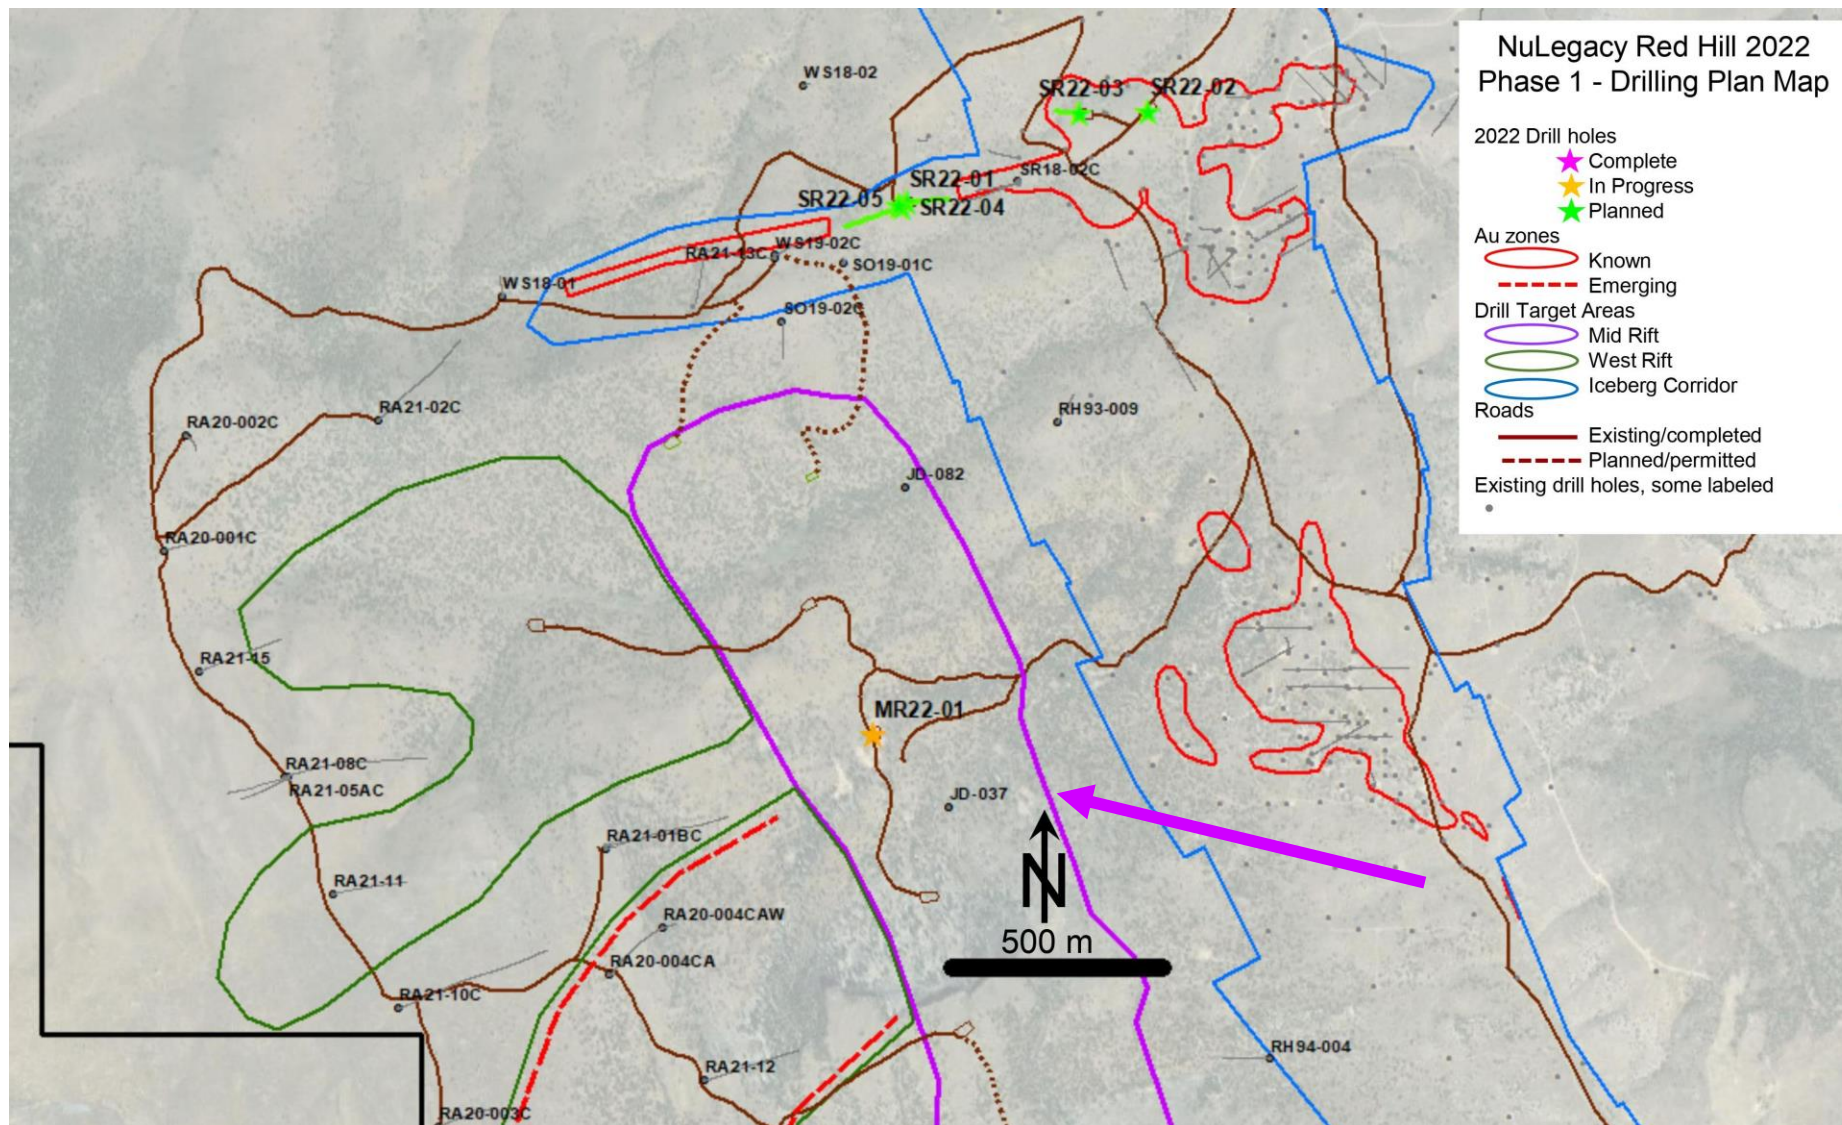 NuLegacy Red Hill 2022
Phase 1 - Drilling Plan Map
2022 Drill holes
Complete
In Progress
Planned
Au zones
Known
Emerging
Drill Target Areas
Mid Rift
West Rift
Iceberg Corridor
Roads
Existing/completed
Planned/permitted
Existing drill holes, some labeled
WS18-02
SR22-03
SR22-02
SR18-02C
SR22-01
SR22-05
SR22-04
WS19-02C
RA21-13C
SO19-01C
WS18-01
SO19-02C
RA21-02C
RH93-009
RA20-002C
JD-082
RA20-001C
RA21-15
MR22-01
RA21-08C
RA21-05AC
JD-037
RA21-01BC
RA21-11
N
RA20-004CAW
500 m
RA20-004CA
RA21-10C
RH94-004
RA21-12
RA20-003C